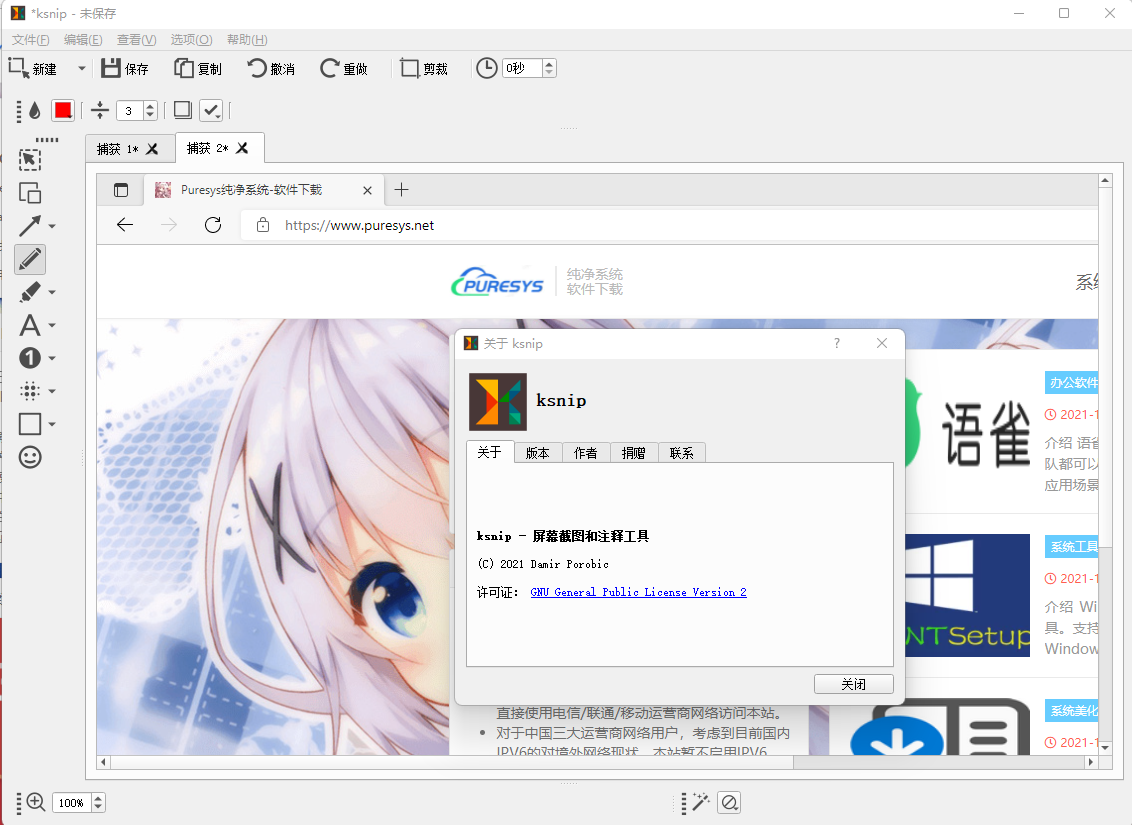 *ksnip - 未保存
文件(F) 编辑(E) 查看(V) 选项(O) 帮助(H)
新建 保存 复制 撤消 重做 剪裁 0秒
3
捕获 1* 捕获 2*
Puresys纯净系统-软件下载
https://www.puresys.net
PURESYS 纯净系统
软件下载
关于 ksnip
ksnip
关于 版本 作者 捐赠 联系
ksnip - 屏幕截图和注释工具
(C) 2021 Damir Porobic
许可证: GNU General Public License Version 2
关闭
办公软件
语雀
2021-1
介绍 语雀
队都可以
应用场景
系统工具
2021-1
介绍 Wi
具。支持
Window
NTSetup
系统美化
2021-1
直接使用电信/联通/移动运营商网络访问本站。
对于中国三大运营商网络用户，考虑到目前国内
IPV6的对境外网络现状，本站暂不启用IPV6
A
1
100%